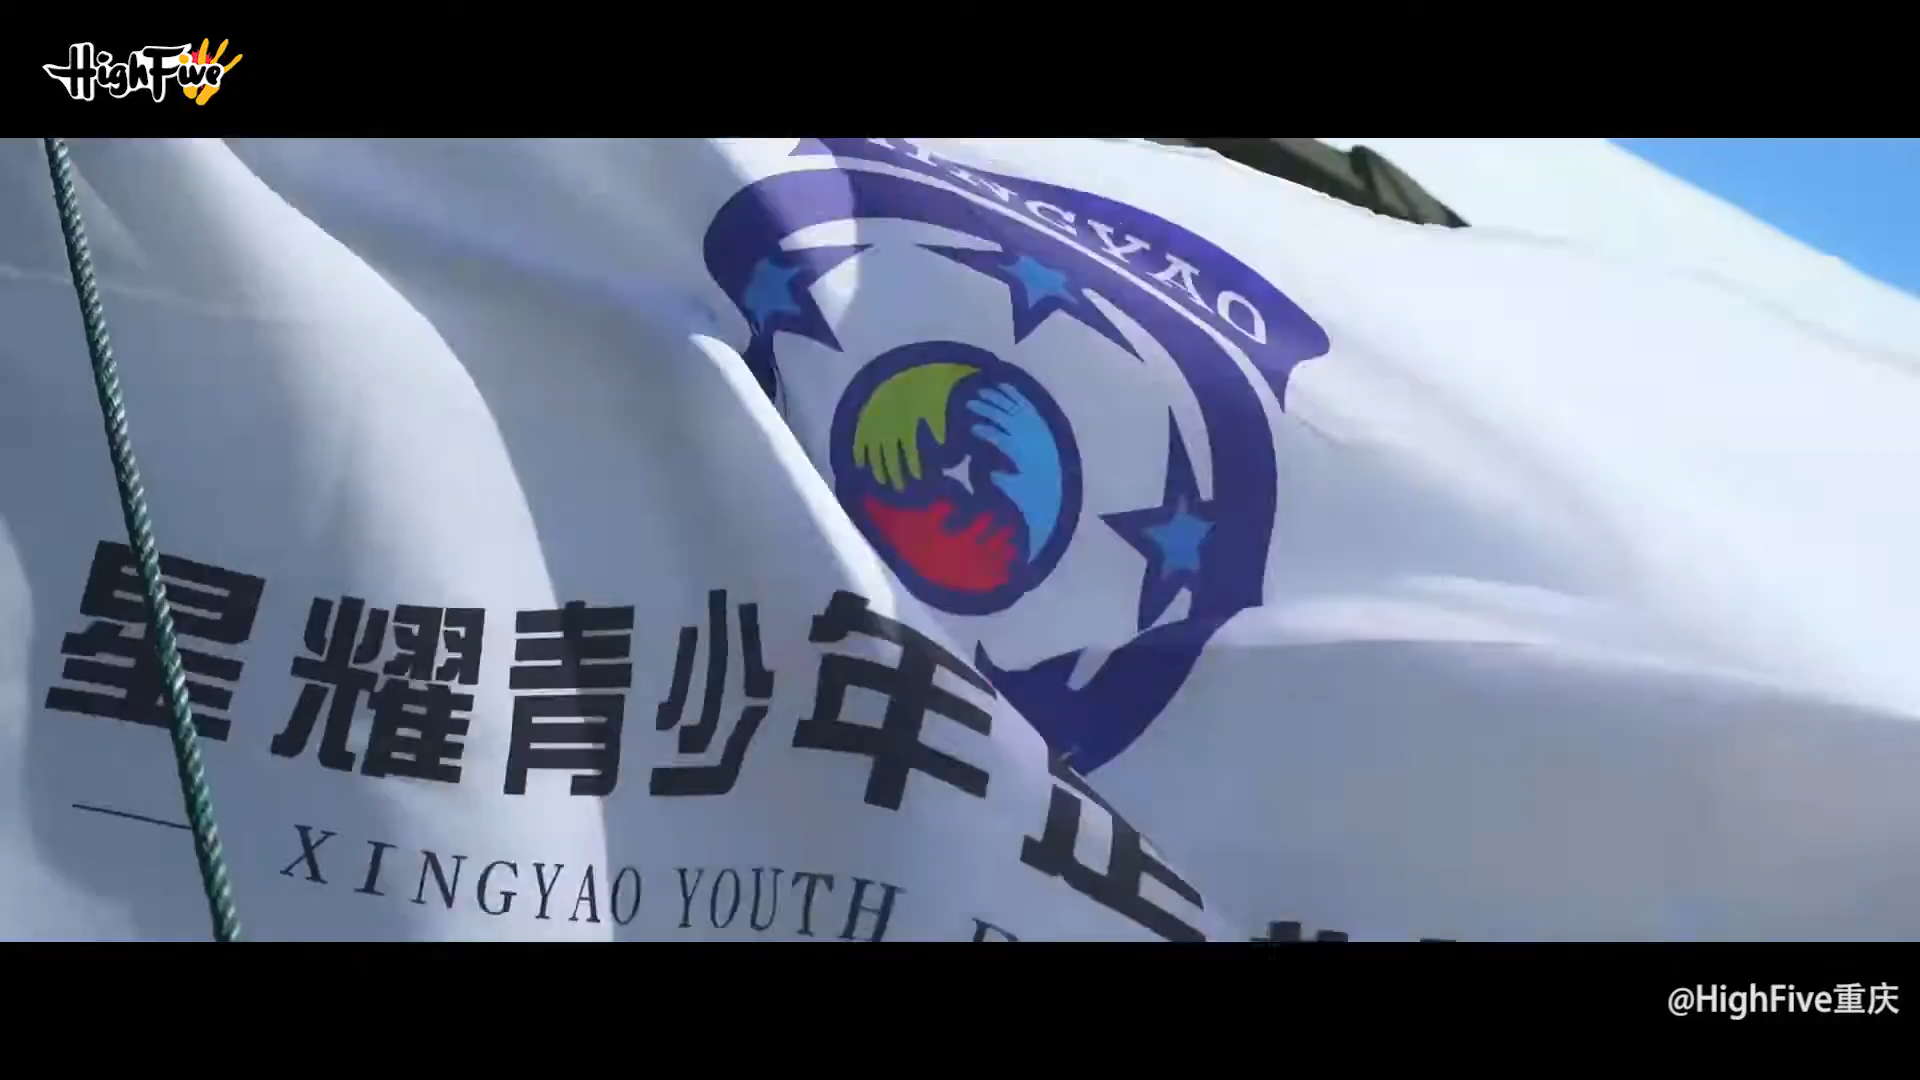 HighFive
XINGYAO
星耀青少年正
XINGYAO YOUTH
@HighFive重庆